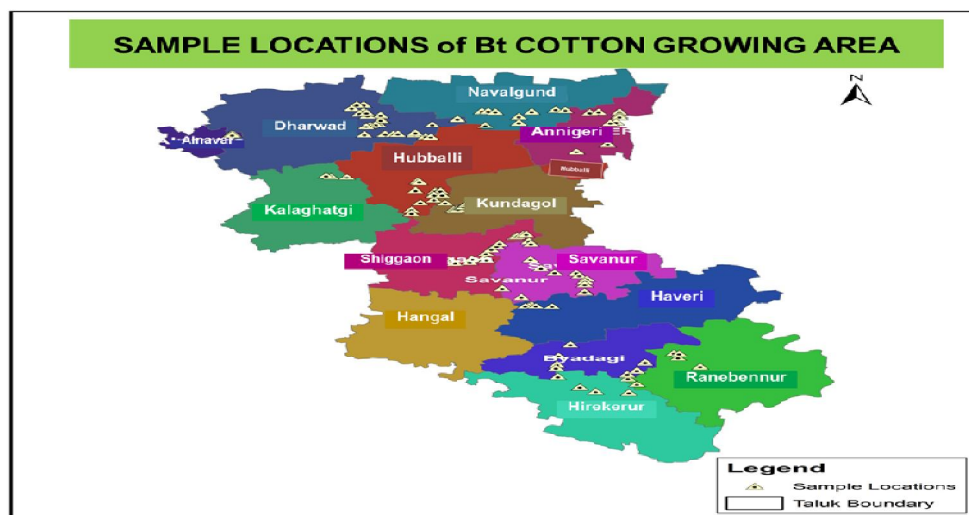 SAMPLE LOCATIONS of Bt COTTON GROWING AREA
N
Navalgund
Dharwad
Annigeri
Alnavar
Hubballi
Hubballi
Kundagol
Kalaghatgi
Shiggaon
Savanur
Savanur
Haveri
Hangal
Byadagi
Ranebennur
Hirekerur
Legend
Sample Locations
Taluk Boundary